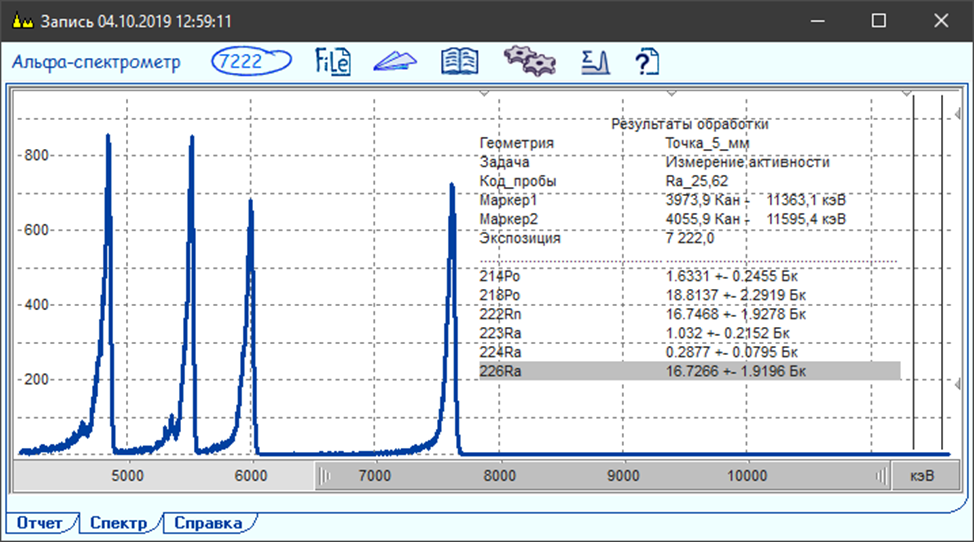 Запись 04.10.2019 12:59:11
Альфа-спектрометр 7222 FiLe
Результаты обработки
Геометрия Точка_5_мм
Задача Измерение активности
Код_пробы Ra_25,62
Маркер1 3973,9 Кан - 11363,1 кэВ
Маркер2 4055,9 Кан - 11595,4 кэВ
Экспозиция 7 222,0
214Po 1.6331 +- 0.2455 Бк
218Po 18.8137 +- 2.2919 Бк
222Rn 16.7468 +- 1.9278 Бк
223Ra 1.032 +- 0.2152 Бк
224Ra 0.2877 +- 0.0795 Бк
226Ra 16.7266 +- 1.9196 Бк
800
600
400
200
5000 6000 7000 8000 9000 10000 кэВ
Отчет Спектр Справка